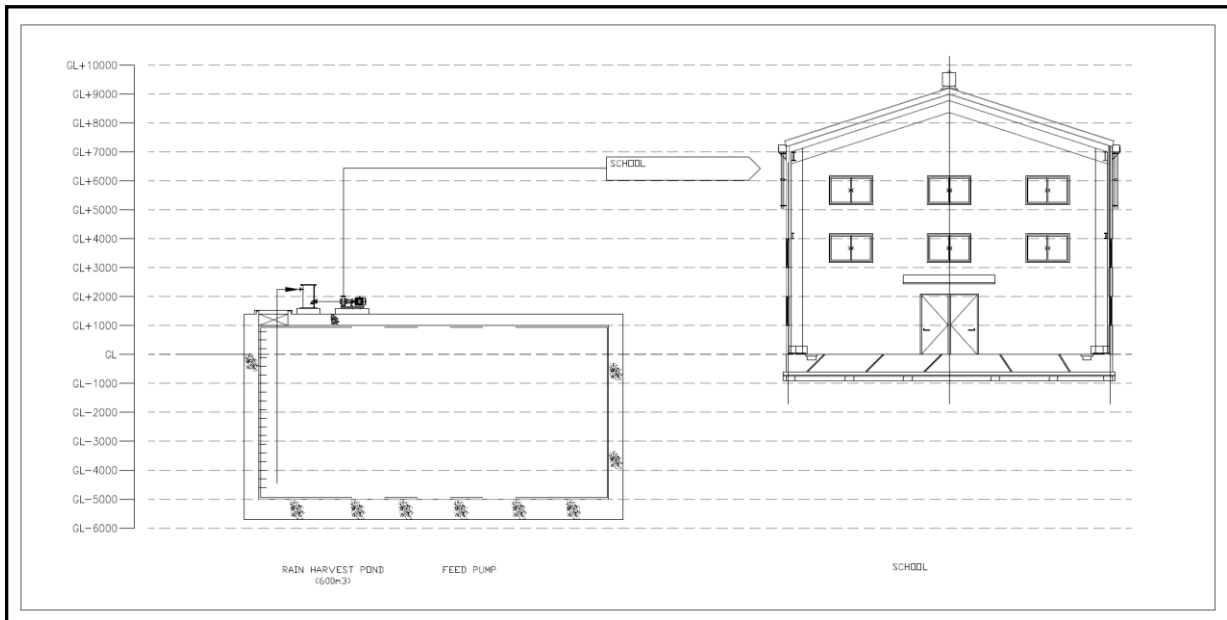 GL+10000
GL+9000
GL+8000
GL+7000
GL+6000
GL+5000
GL+4000
GL+3000
GL+2000
GL+1000
GL
GL-1000
GL-2000
GL-3000
GL-4000
GL-5000
GL-6000
SCHOOL
RAIN HARVEST POND
(600m3)
FEED PUMP
SCHOOL